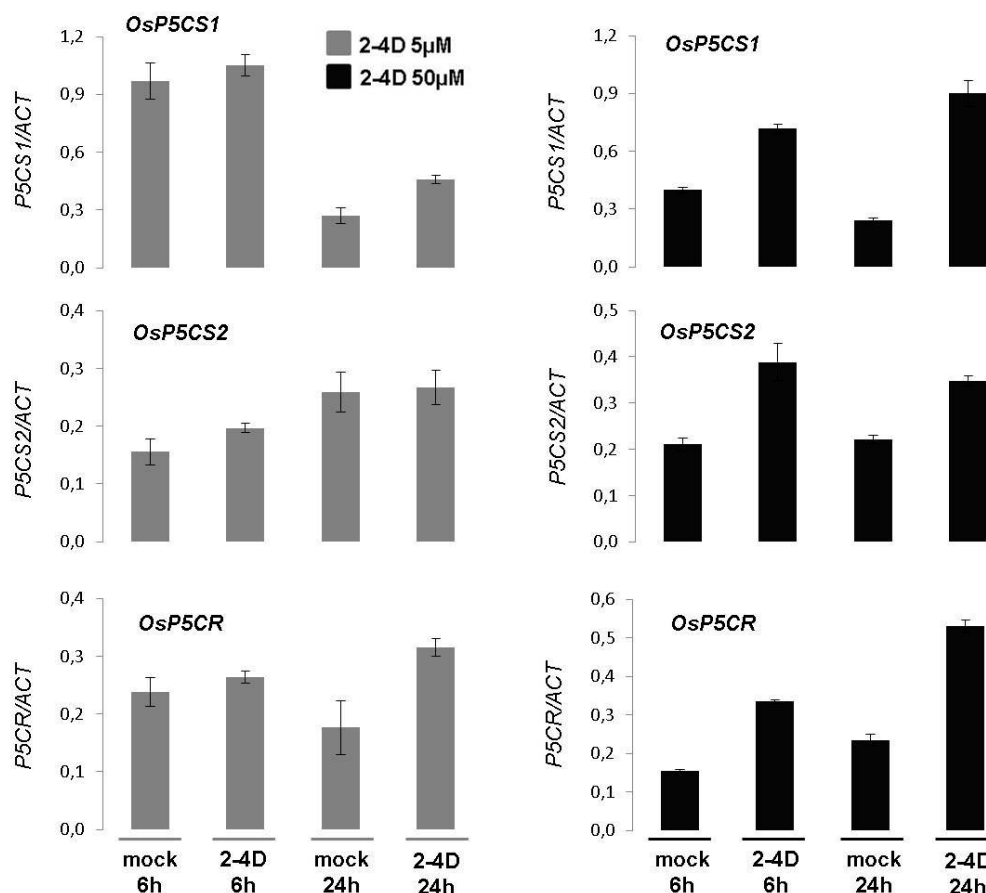 OsP5CS1
2-4D 5µM
2-4D 50µM
P5CS1/ACT
1,2
0,9
0,6
0,3
0,0
OsP5CS1
P5CS1/ACT
1,2
0,9
0,6
0,3
0,0
OsP5CS2
P5CS2/ACT
0,4
0,3
0,2
0,1
0,0
OsP5CS2
P5CS2/ACT
0,5
0,4
0,3
0,2
0,1
0,0
OsP5CR
P5CR/ACT
0,4
0,3
0,2
0,1
0,0
OsP5CR
P5CR/ACT
0,6
0,5
0,4
0,3
0,2
0,1
0,0
mock 2-4D mock 2-4D
6h 6h 24h 24h
mock 2-4D mock 2-4D
6h 6h 24h 24h